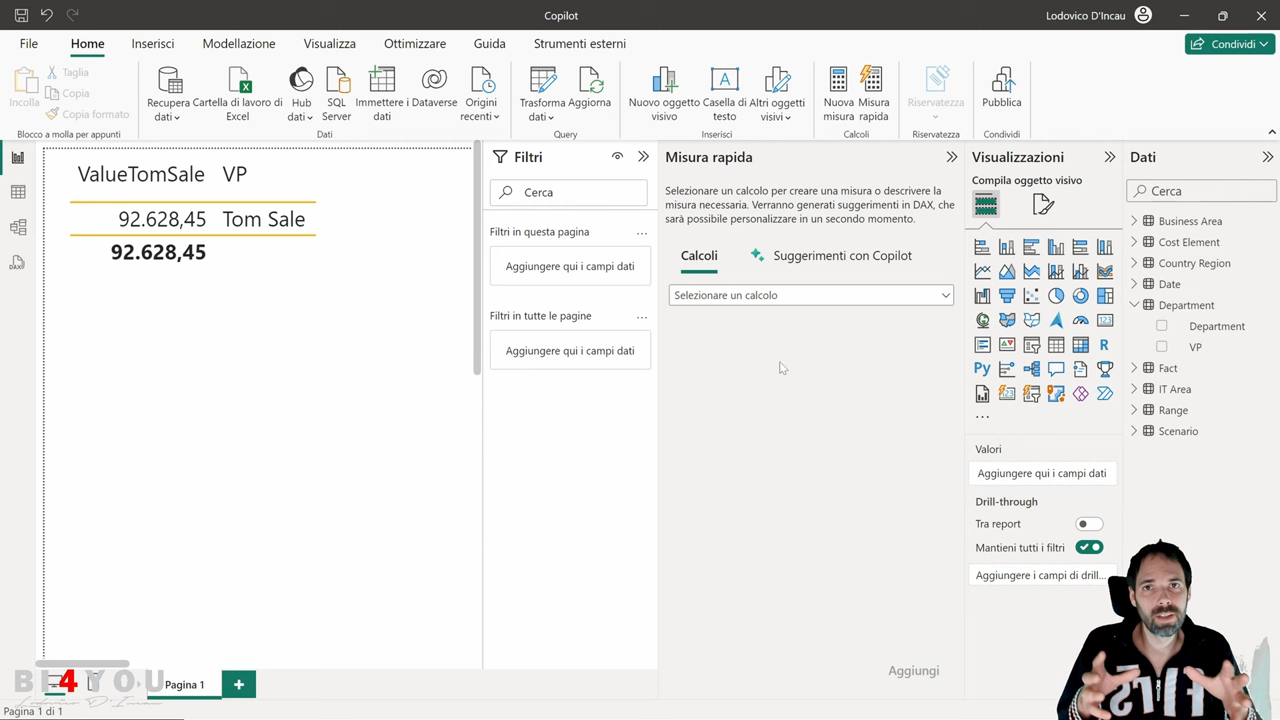 Copilot
Lodovico D'Incau
File
Home
Inserisci
Modellazione
Visualizza
Ottimizzare
Guida
Strumenti esterni
Condividi
Incolla
Taglia
Copia
Copia formato
Blocco a molla per appunti
Recupera
dati
Cartella di lavoro di
Excel
Hub
dati
SQL
Server
Immettere
dati
Dataverse
Origini
recenti
Dati
Trasforma
dati
Aggiorna
Query
Nuovo oggetto
visivo
Casella di
testo
Altri oggetti
visivi
Inserisci
Nuova
misura
Misura
rapida
Calcoli
Riservatezza
Riservatezza
Pubblica
Condividi
ValueTomSale VP
92.628,45 Tom Sale
92.628,45
Filtri
Cerca
Filtri in questa pagina
...
Aggiungere qui i campi dati
Filtri in tutte le pagine
...
Aggiungere qui i campi dati
Misura rapida
Selezionare un calcolo per creare una misura o descrivere la
misura necessaria. Verranno generati suggerimenti in DAX, che
sarà possibile personalizzare in un secondo momento.
Calcoli
Suggerimenti con Copilot
Selezionare un calcolo
Aggiungi
Visualizzazioni
Compila oggetto visivo
123
R
Py
123
...
Valori
Aggiungere qui i campi dati
Drill-through
Tra report
Mantieni tutti i filtri
Aggiungere i campi di drill...
Dati
Cerca
Business Area
Cost Element
Country Region
Date
Department
Department
VP
Fact
IT Area
Range
Scenario
BI4YOU
Lodovico D'Incau
Pagina 1
Pagina 1 di 1